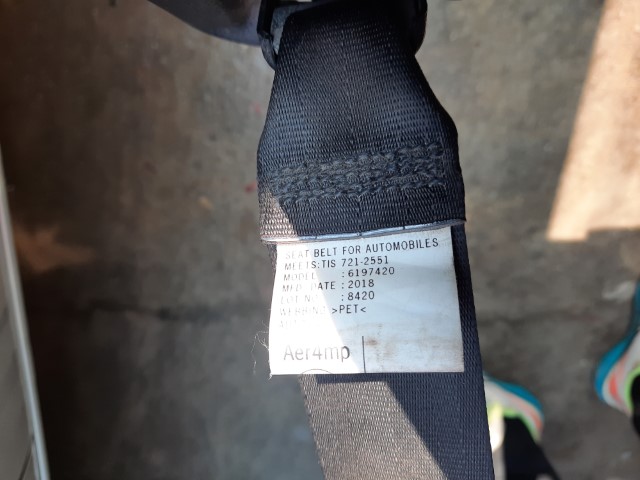 SEAT BELT FOR AUTOMOBILES
MEETS:TIS 721-2551
MODEL : 6197420
MFD. DATE : 2018
LOT NO. : 8420
WEBBING >PET<
Aer4mp